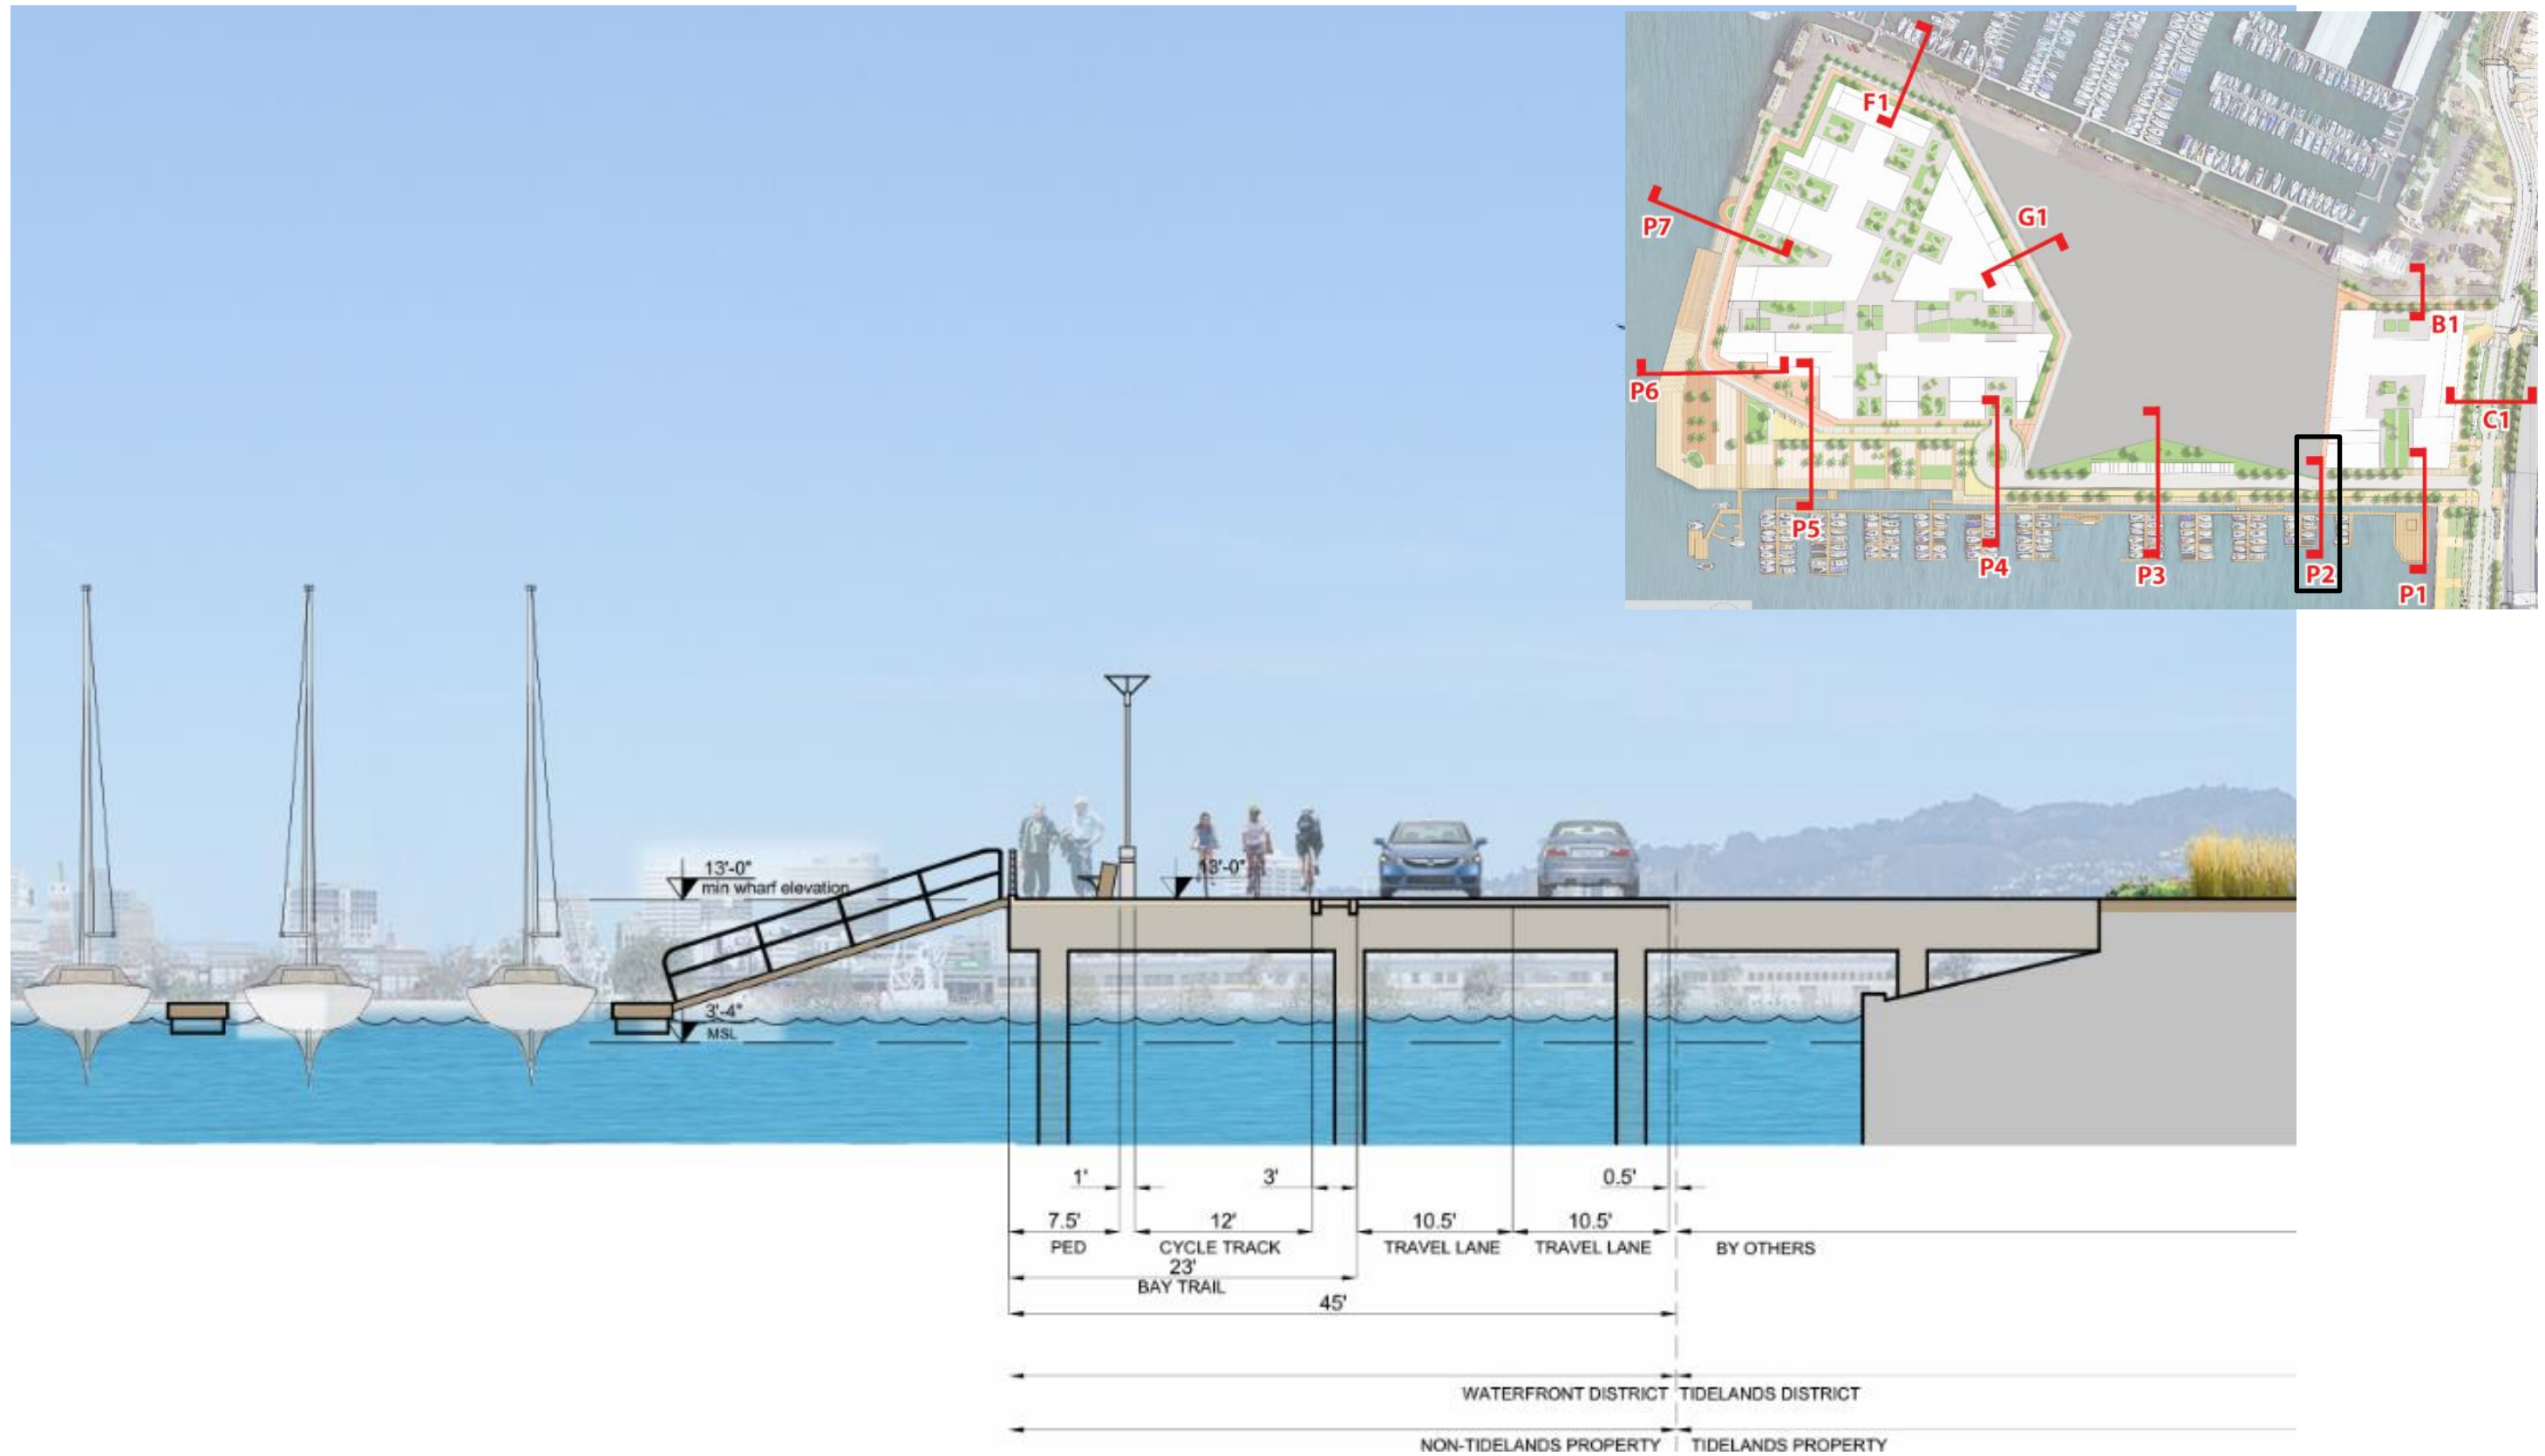 F1
P7
G1
B1
P6
C1
P5
P4
P3
P2
P1
13'-0"
min wharf elevation
13'-0"
3'-4"
MSL
1'
3'
0.5'
7.5'
12'
10.5'
10.5'
PED
CYCLE TRACK
TRAVEL LANE
TRAVEL LANE
BY OTHERS
23'
BAY TRAIL
45'
WATERFRONT DISTRICT
TIDELANDS DISTRICT
NON-TIDELANDS PROPERTY
TIDELANDS PROPERTY